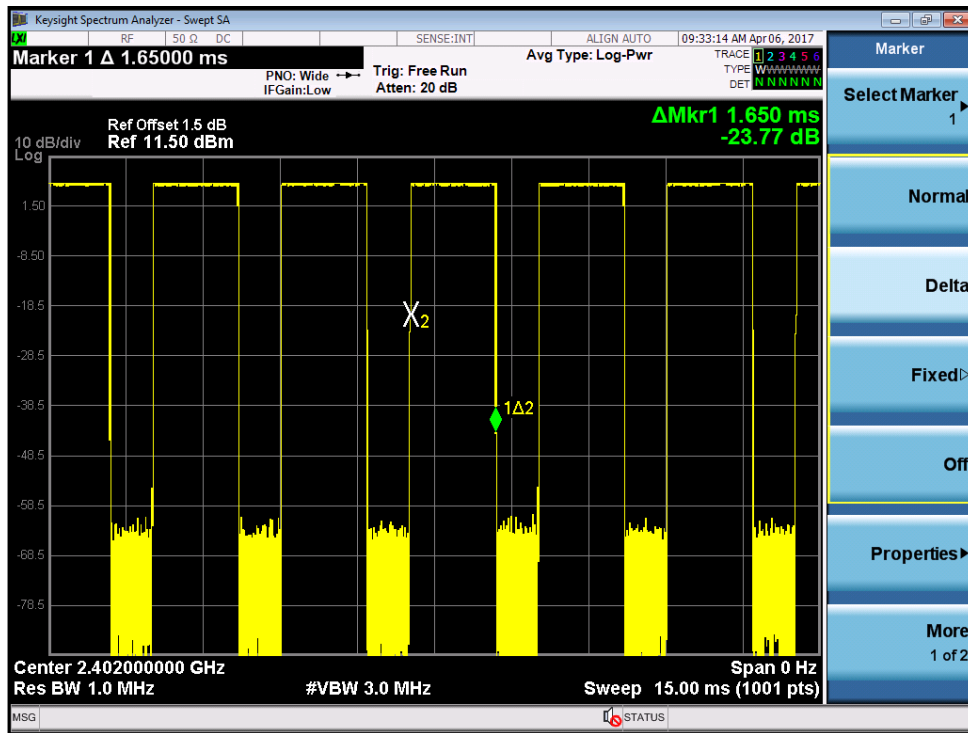 Keysight Spectrum Analyzer - Swept SA
LXI RF 50 Ω DC SENSE:INT ALIGN AUTO 09:33:14 AM Apr 06, 2017
Marker 1 Δ 1.65000 ms
PNO: Wide
IFGain:Low
Trig: Free Run
Atten: 20 dB
Avg Type: Log-Pwr
TRACE 1 2 3 4 5 6
TYPE WWWWWW
DET N N N N N N
ΔMkr1 1.650 ms
-23.77 dB
Ref Offset 1.5 dB
10 dB/div Ref 11.50 dBm
Log
1.50
-8.50
-18.5
-28.5
-38.5
-48.5
-58.5
-68.5
-78.5
X2
1Δ2
Center 2.402000000 GHz Span 0 Hz
Res BW 1.0 MHz #VBW 3.0 MHz Sweep 15.00 ms (1001 pts)
MSG STATUS
Marker
Select Marker
1
Normal
Delta
Fixed
Off
Properties
More
1 of 2